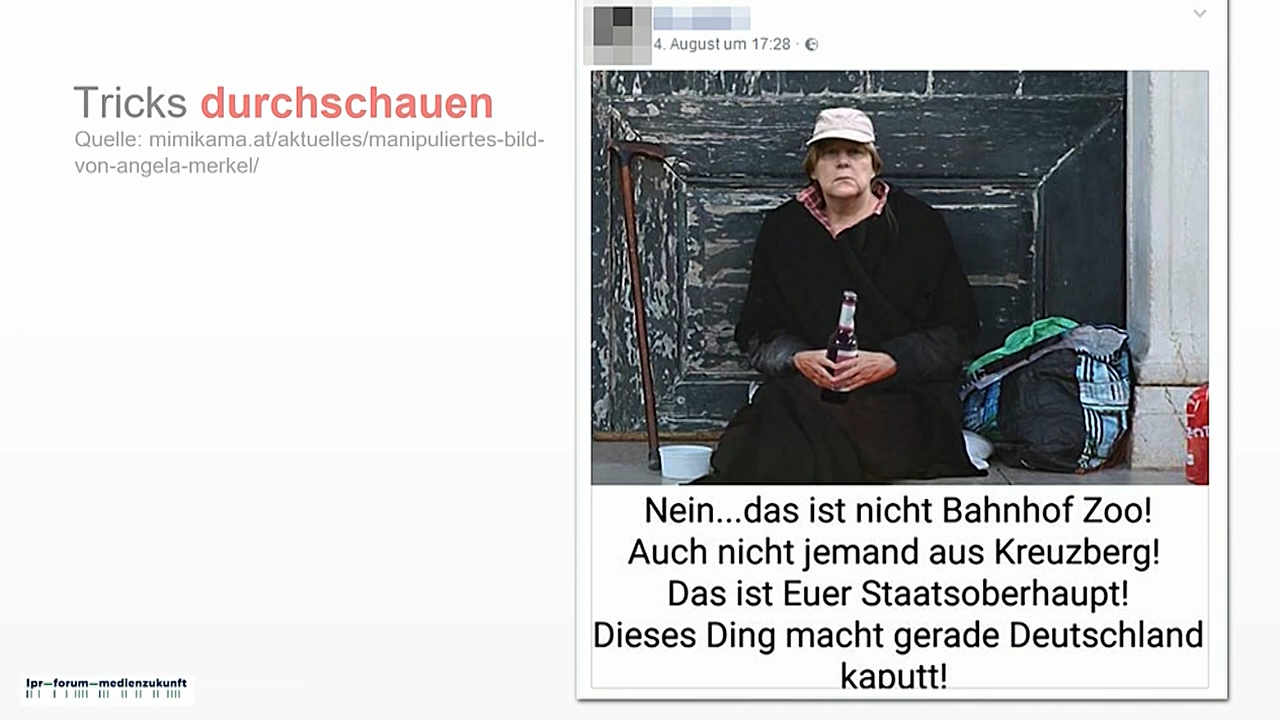 Tricks durchschauen
Quelle: mimikama.at/aktuelles/manipuliertes-bild-
von-angela-merkel/
4. August um 17:28 ·
Nein...das ist nicht Bahnhof Zoo!
Auch nicht jemand aus Kreuzberg!
Das ist Euer Staatsoberhaupt!
Dieses Ding macht gerade Deutschland
kaputt!
lpr-forum-medienzukunft